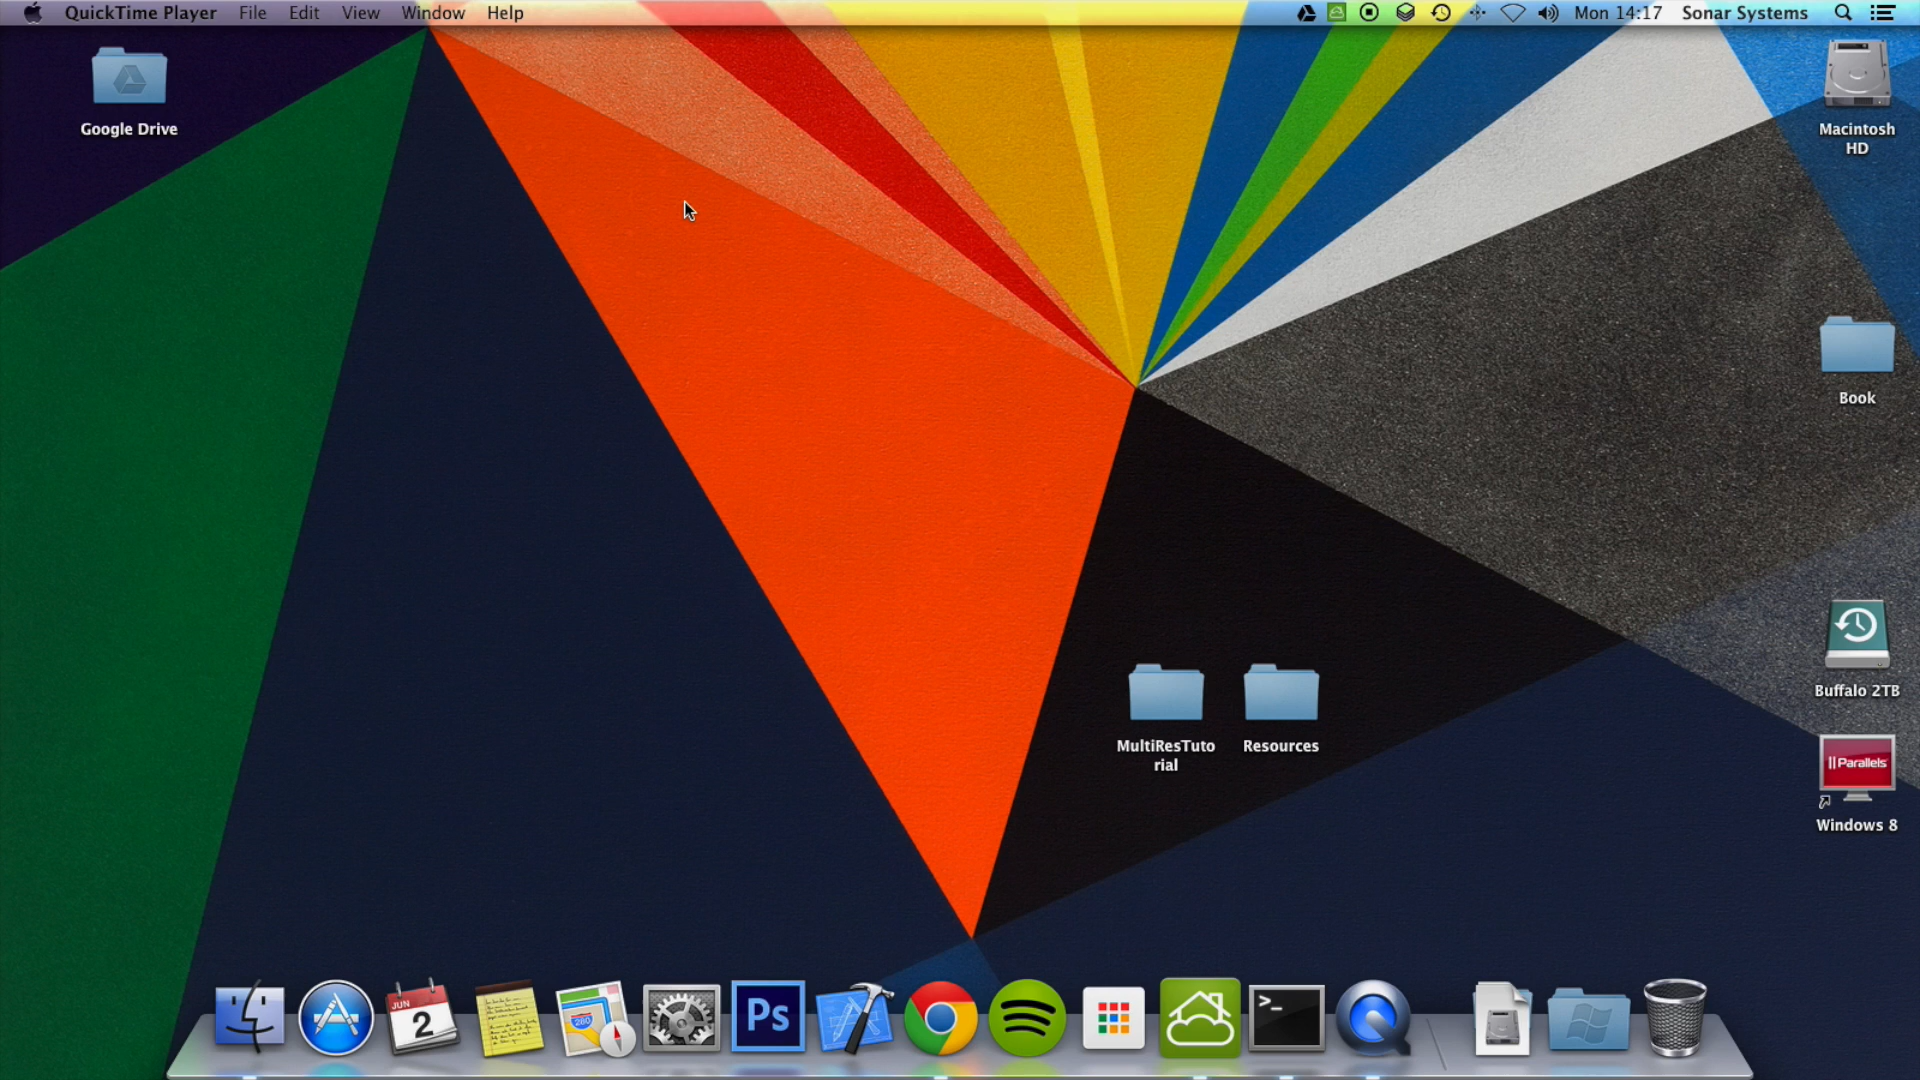 QuickTime Player File Edit View Window Help Mon 14:17 Sonar Systems
Google Drive
Macintosh
HD
Book
MultiResTuto
rial
Resources
Buffalo 2TB
|| Parallels
Windows 8
JUN
2
280
Ps
>_